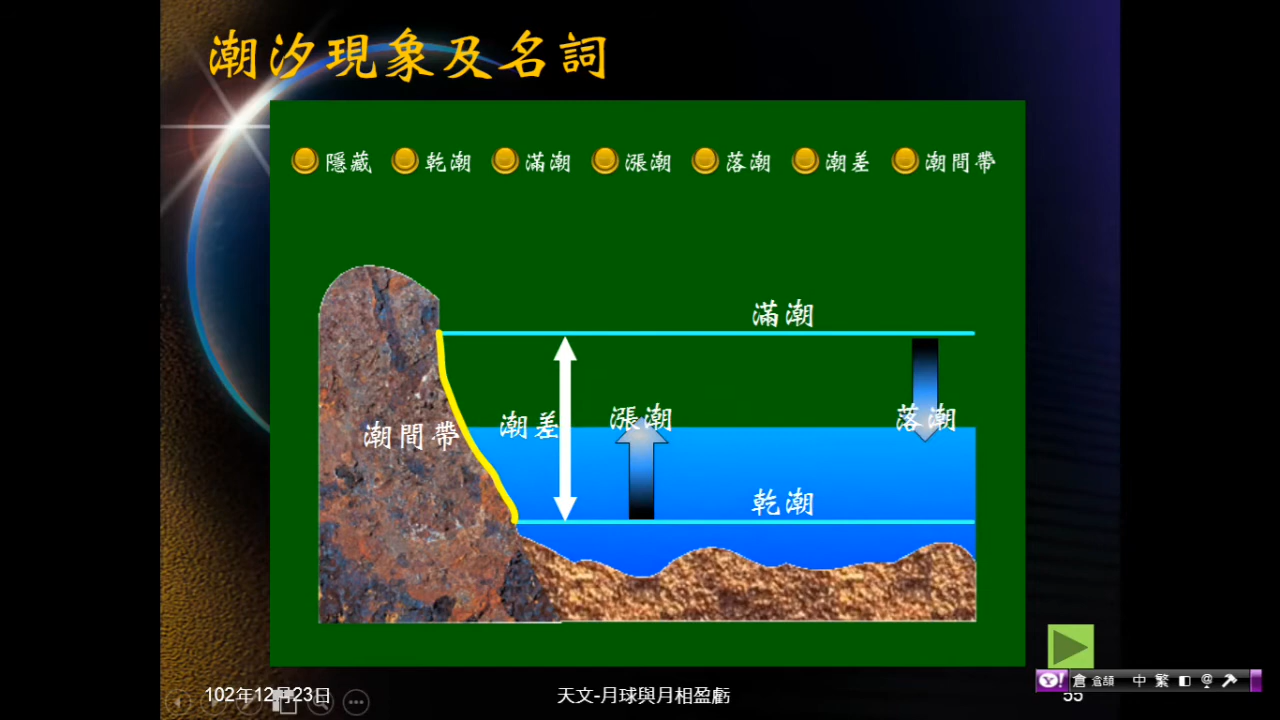 潮汐現象及名詞
隱藏 乾潮 滿潮 漲潮 落潮 潮差 潮間帶
滿潮
潮間帶 潮差 漲潮 落潮
乾潮
倉 倉頡 中 繁
102年12月23日 天文-月球與月相盈虧 55